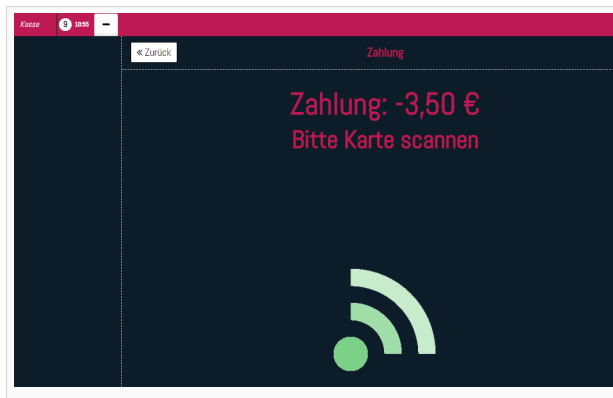 Kasse 9 10:55 −
« Zurück
Zahlung
Zahlung: -3,50 €
Bitte Karte scannen